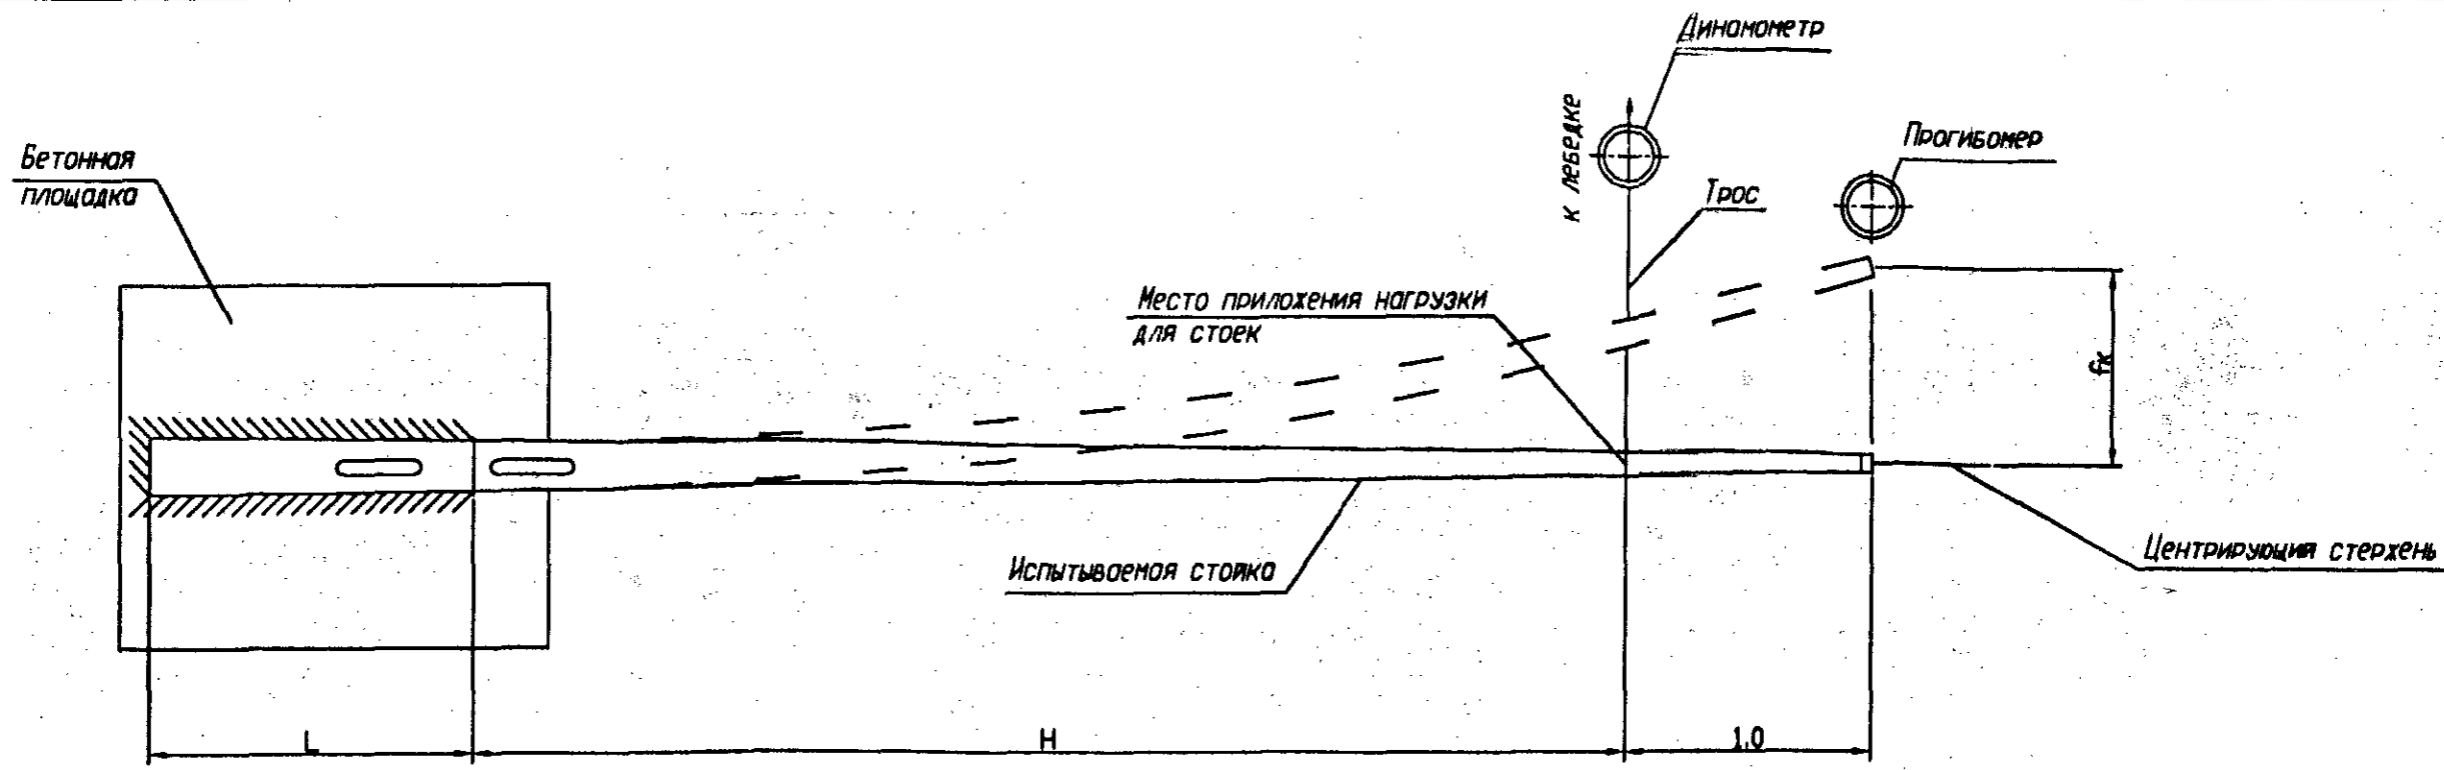 Динамометр
Прогибомер
к лебедке
Бетонная
площадка
Трос
Место приложения нагрузки
для стоек
fк
Испытываемая стойка
Центрирующий стержень
L
H
1.0